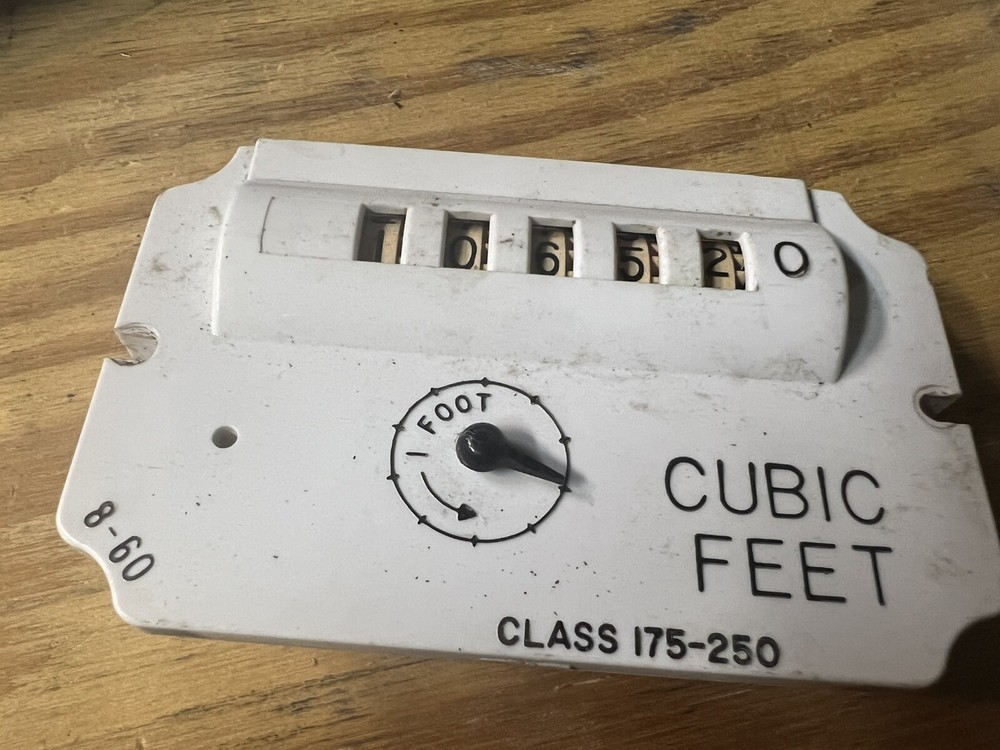 1 0 6 5 2 0
1 FOOT
CUBIC
FEET
8-60
CLASS 175-250